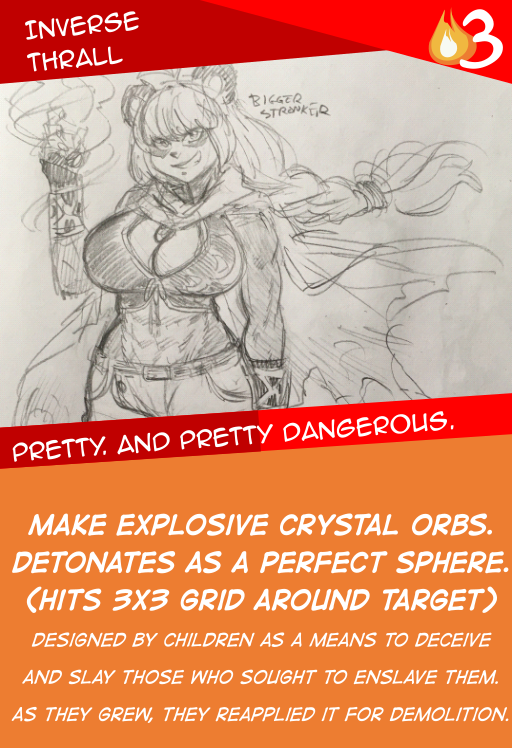 INVERSE
THRALL
3
BIGGER
STRONKER
PRETTY. AND PRETTY DANGEROUS.
MAKE EXPLOSIVE CRYSTAL ORBS.
DETONATES AS A PERFECT SPHERE.
(HITS 3X3 GRID AROUND TARGET)
DESIGNED BY CHILDREN AS A MEANS TO DECEIVE
AND SLAY THOSE WHO SOUGHT TO ENSLAVE THEM.
AS THEY GREW, THEY REAPPLIED IT FOR DEMOLITION.